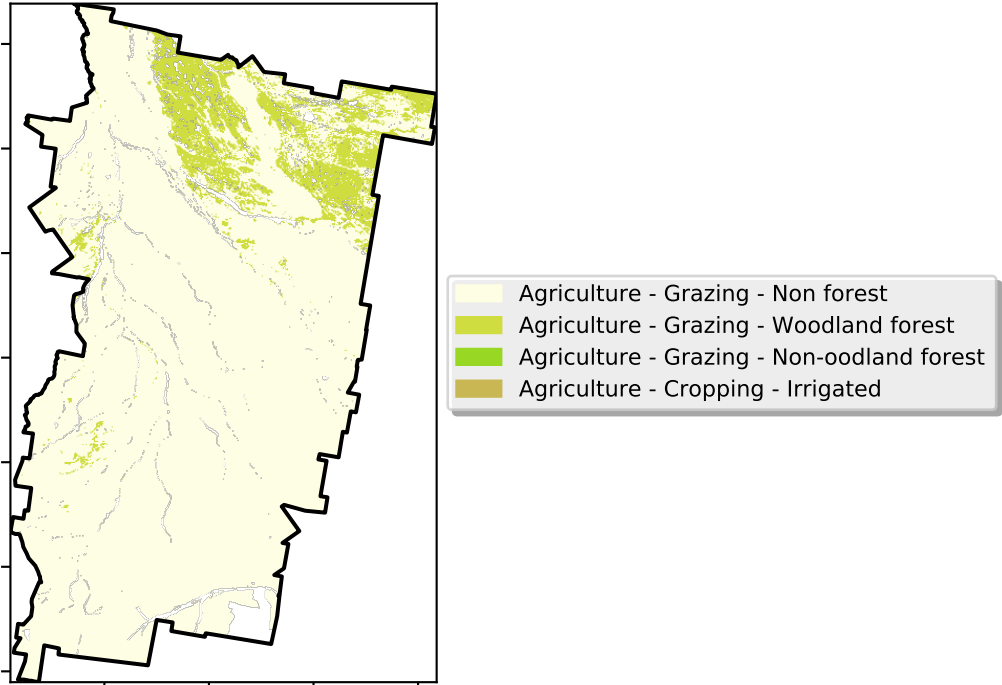 Agriculture - Grazing - Non forest
Agriculture - Grazing - Woodland forest
Agriculture - Grazing - Non-oodland forest
Agriculture - Cropping - Irrigated